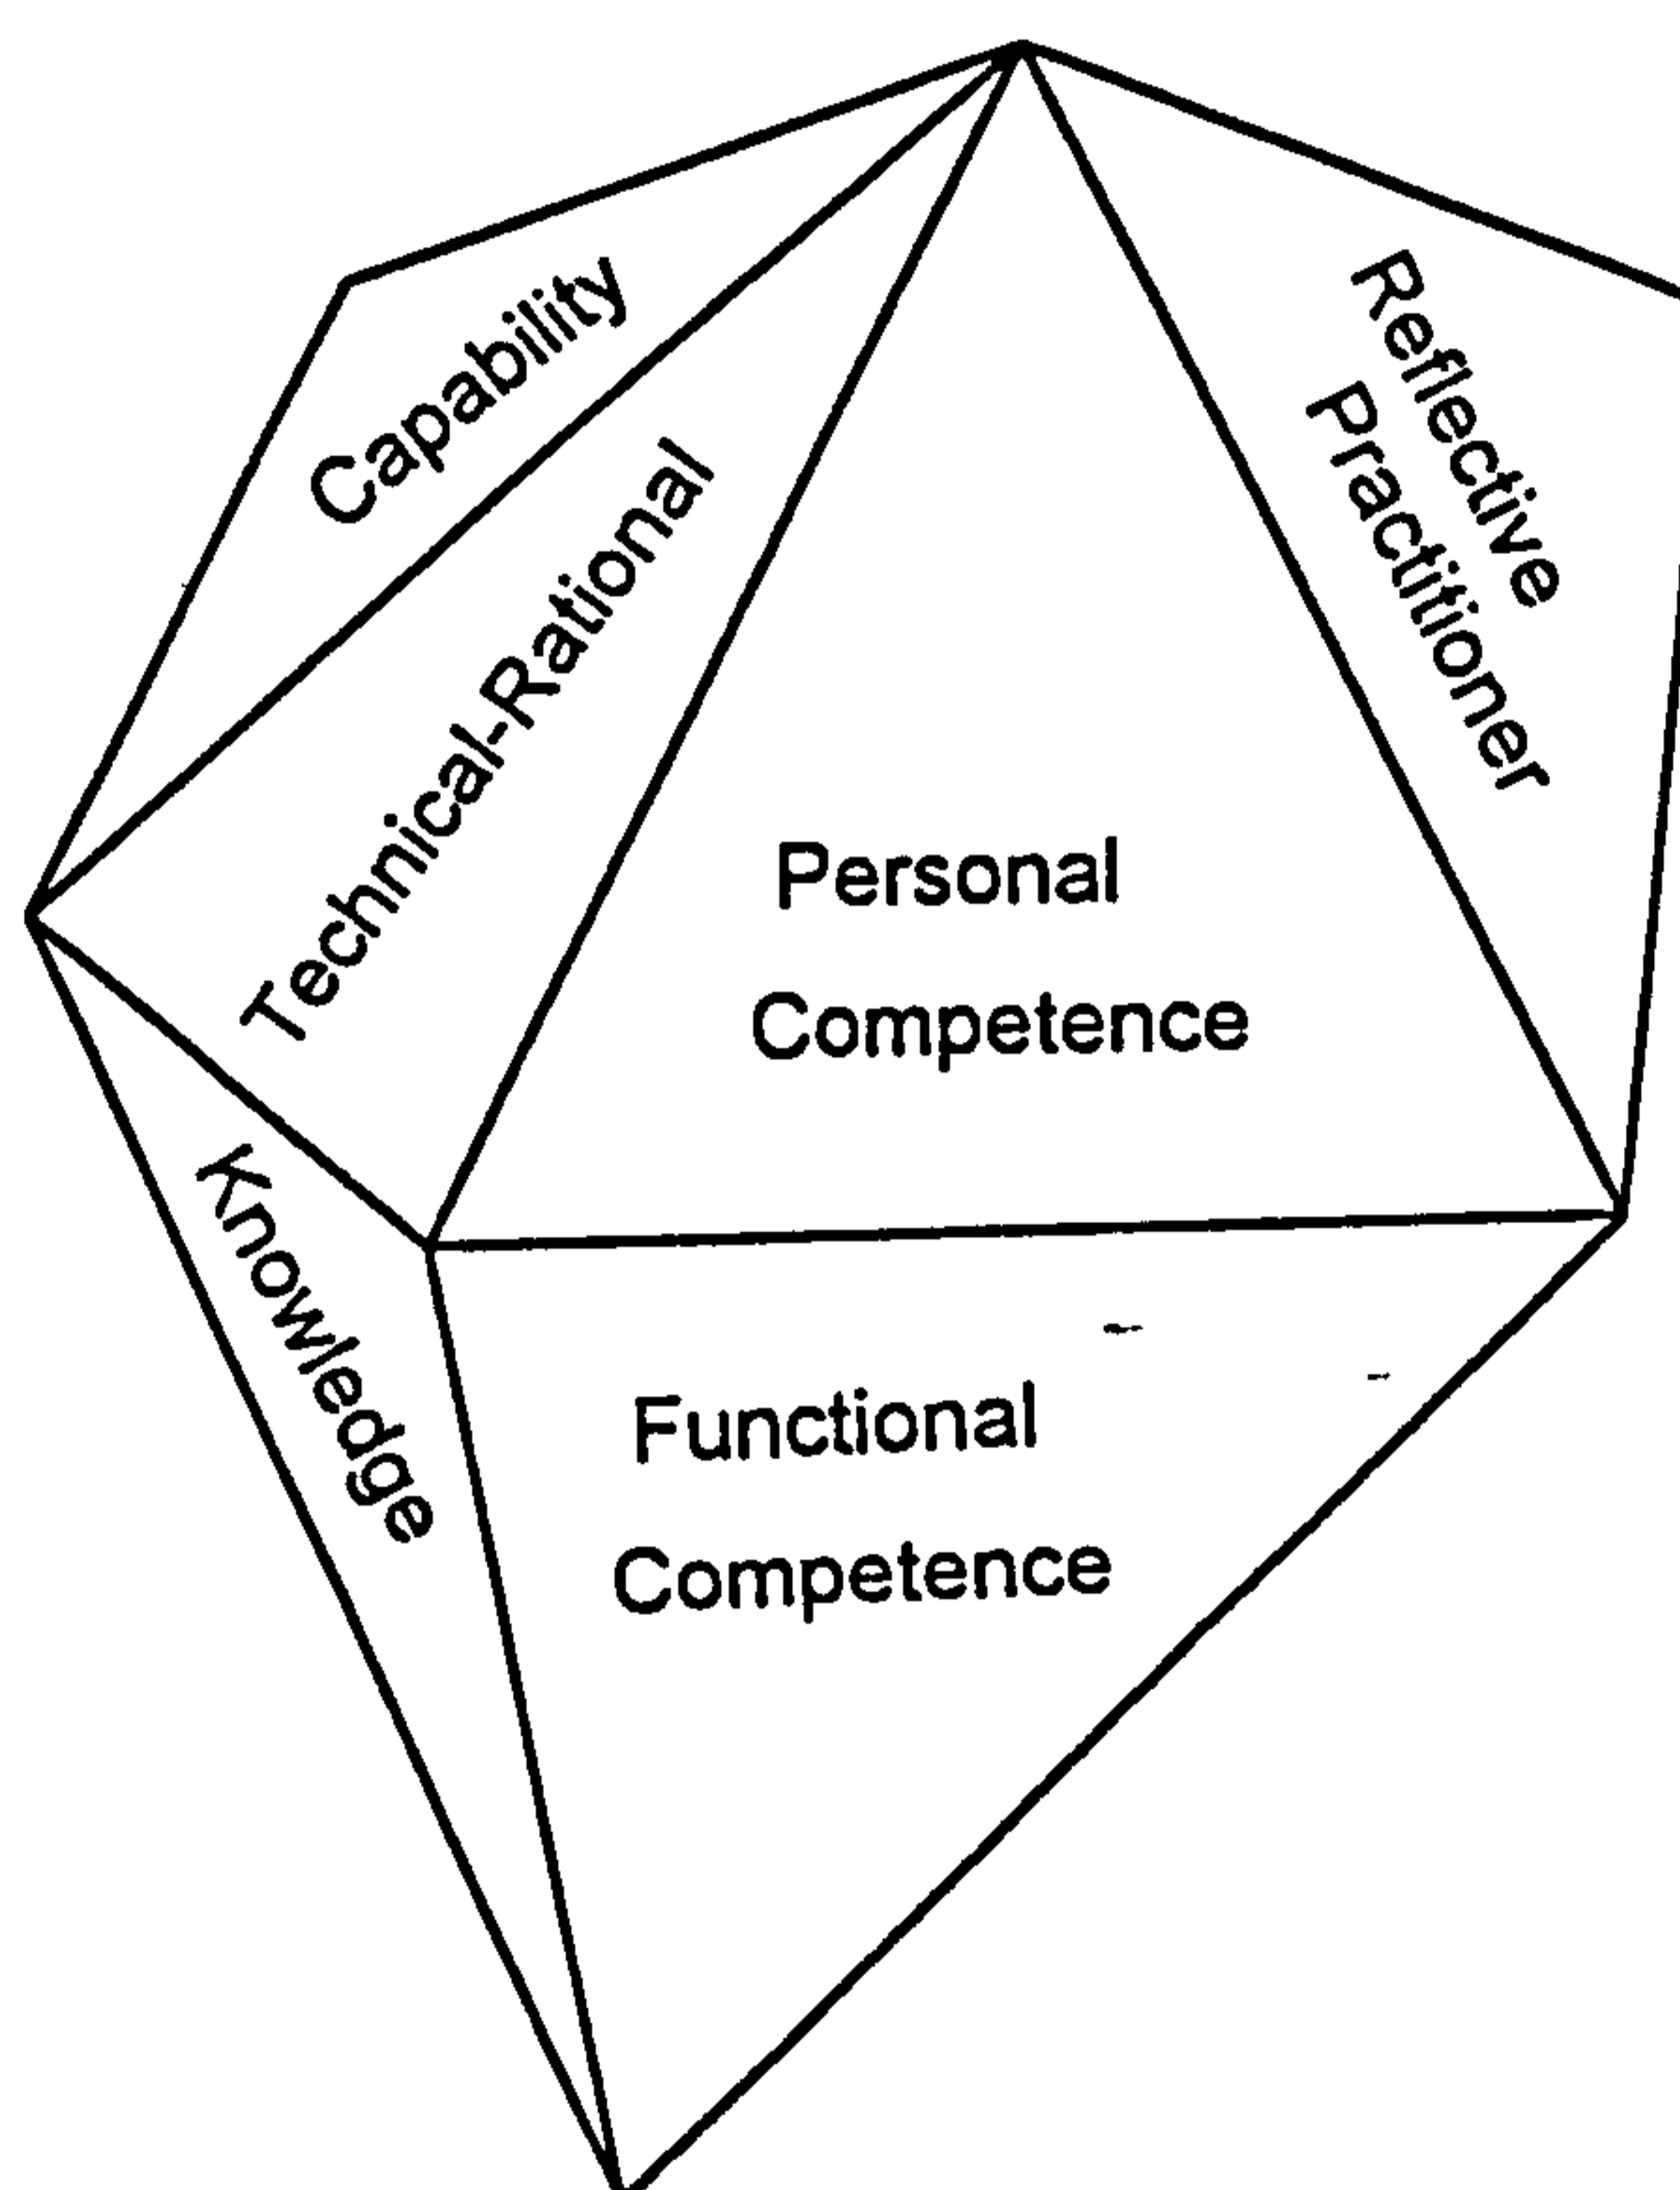 Capability
Technical-Rational
Reflective
Practitioner
Personal
Competence
Knowledge
Functional
Competence